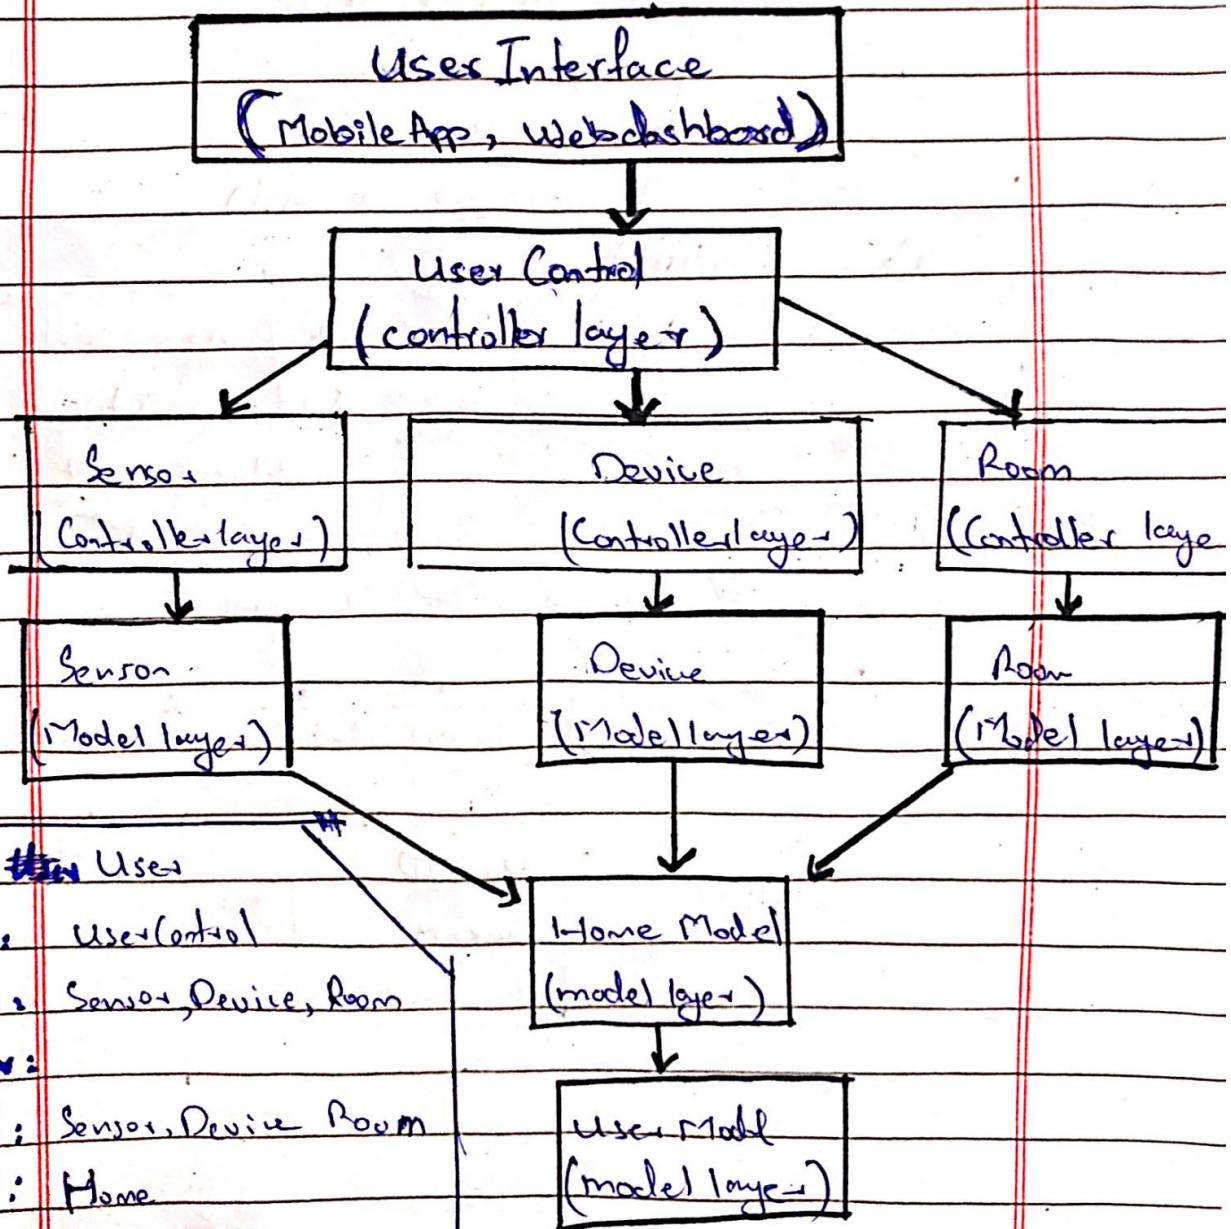 User Interface
(Mobile App, Webdashboard)
User Control
(controller layer)
Sensor
(Controller layer)
Device
(Controller layer)
Room
(Controller laye
Sensor
(Model layer)
Device
(Model layer)
Room
(Model layer)
User
: UserControl
: Sensor, Device, Room
:
: Sensor, Device Room
: Home
Home Model
(model layer)
User Modl
(model layer)